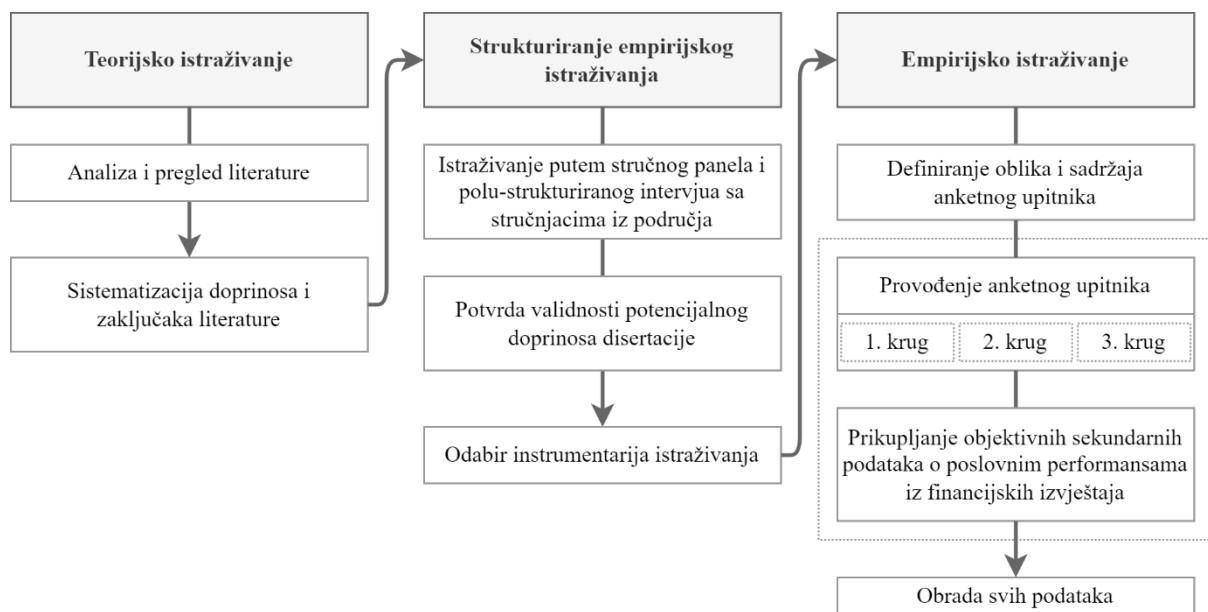 Teorijsko istraživanje
Analiza i pregled literature
Sistematizacija doprinosa i
zaključaka literature
Strukturiranje empirijskog
istraživanja
Istraživanje putem stručnog panela i
polu-strukturiranog intervjua sa
stručnjacima iz područja
Potvrda validnosti potencijalnog
doprinosa disertacije
Odabir instrumentarija istraživanja
Empirijsko istraživanje
Definiranje oblika i sadržaja
anketnog upitnika
Provođenje anketnog upitnika
1. krug 2. krug 3. krug
Prikupljanje objektivnih sekundarnih
podataka o poslovnim performansama
iz financijskih izvještaja
Obrada svih podataka